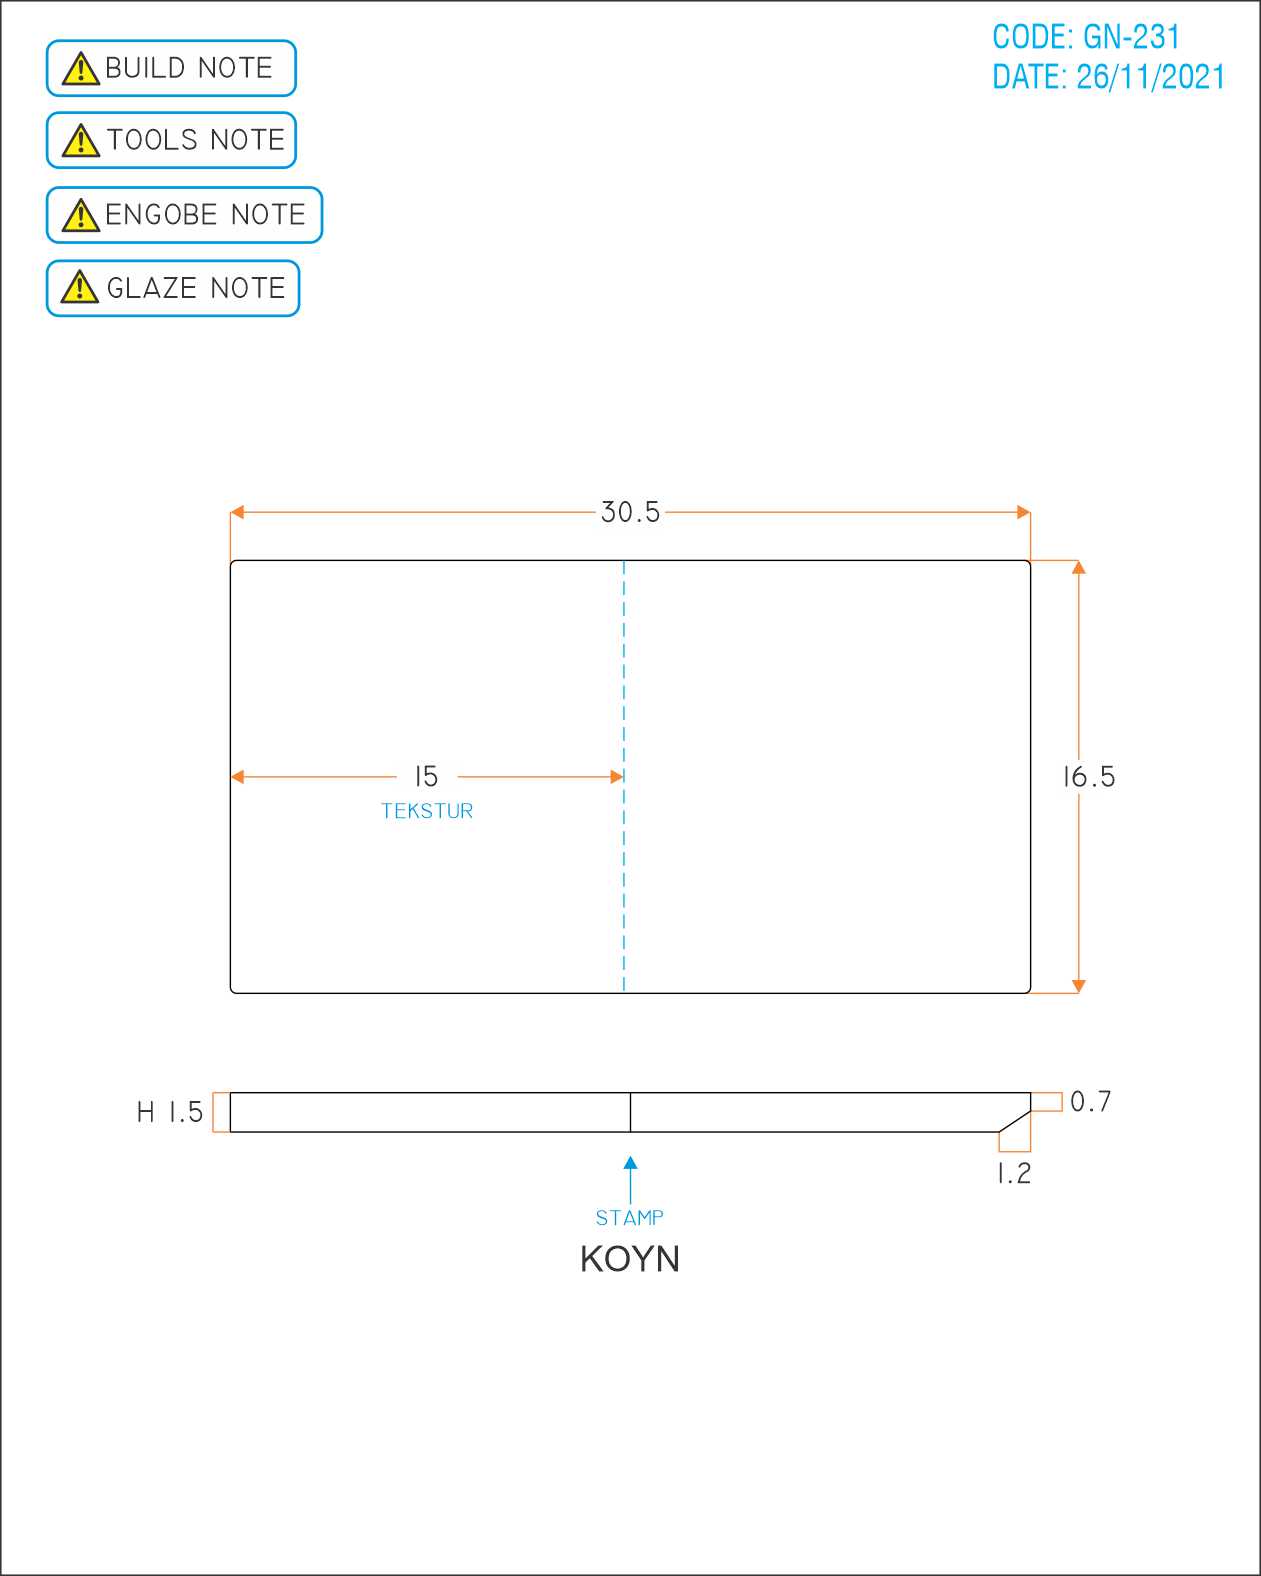 CODE: GN-231
DATE: 26/11/2021
BUILD NOTE
TOOLS NOTE
ENGOBE NOTE
GLAZE NOTE
30.5
15
TEKSTUR
16.5
H 1.5
0.7
1.2
STAMP
KOYN